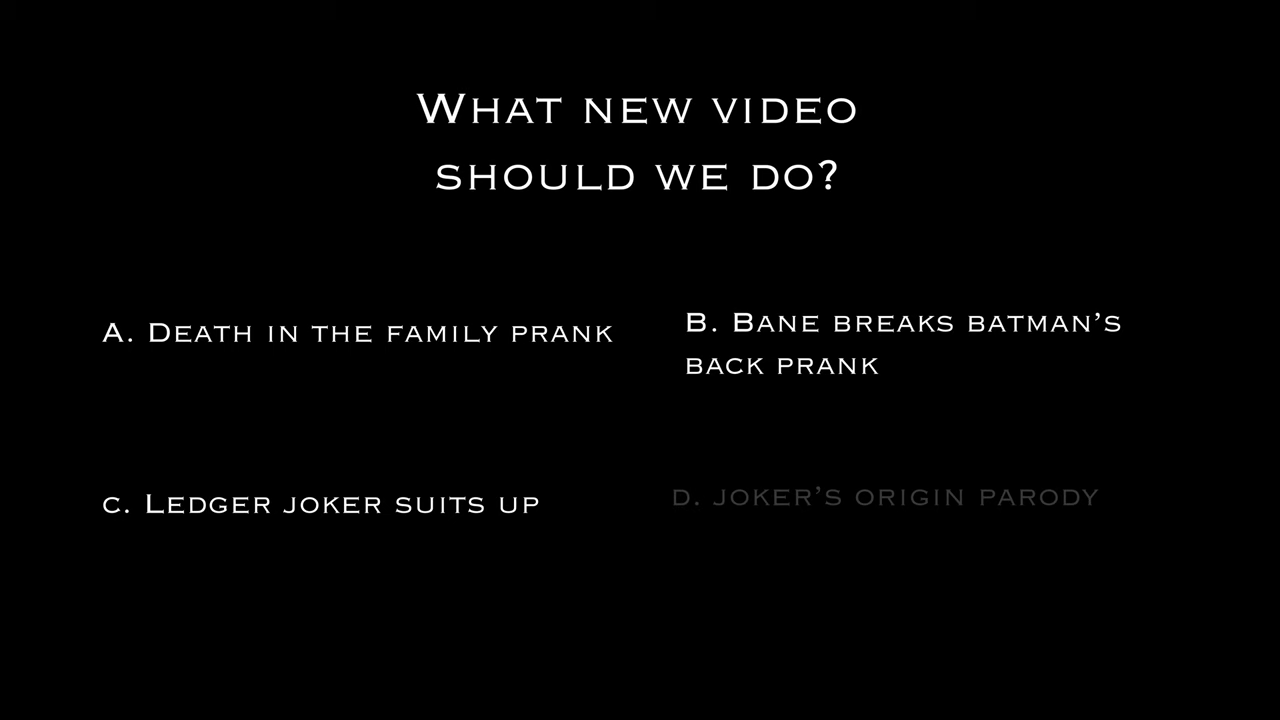 What new video
should we do?
A. Death in the family prank
B. Bane breaks batman's
back prank
c. Ledger joker suits up
d. joker's origin parody